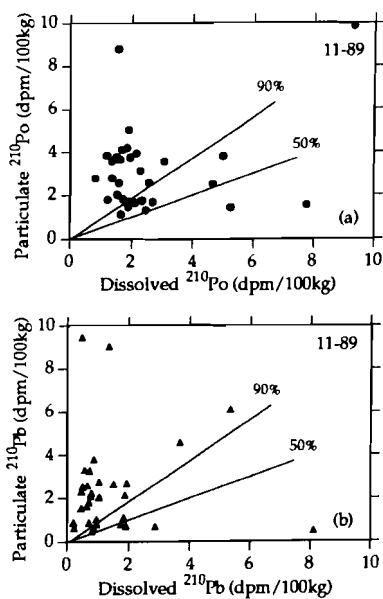 10
11-89
90%
8
6
50%
4
2
(a)
0
0 2 4 6 8 10
Particulate ²¹⁰Po (dpm/100kg)
Dissolved ²¹⁰Po (dpm/100kg)
10
11-89
8
90%
6
50%
4
2
(b)
0
0 2 4 6 8 10
Particulate ²¹⁰Pb (dpm/100kg)
Dissolved ²¹⁰Pb (dpm/100kg)